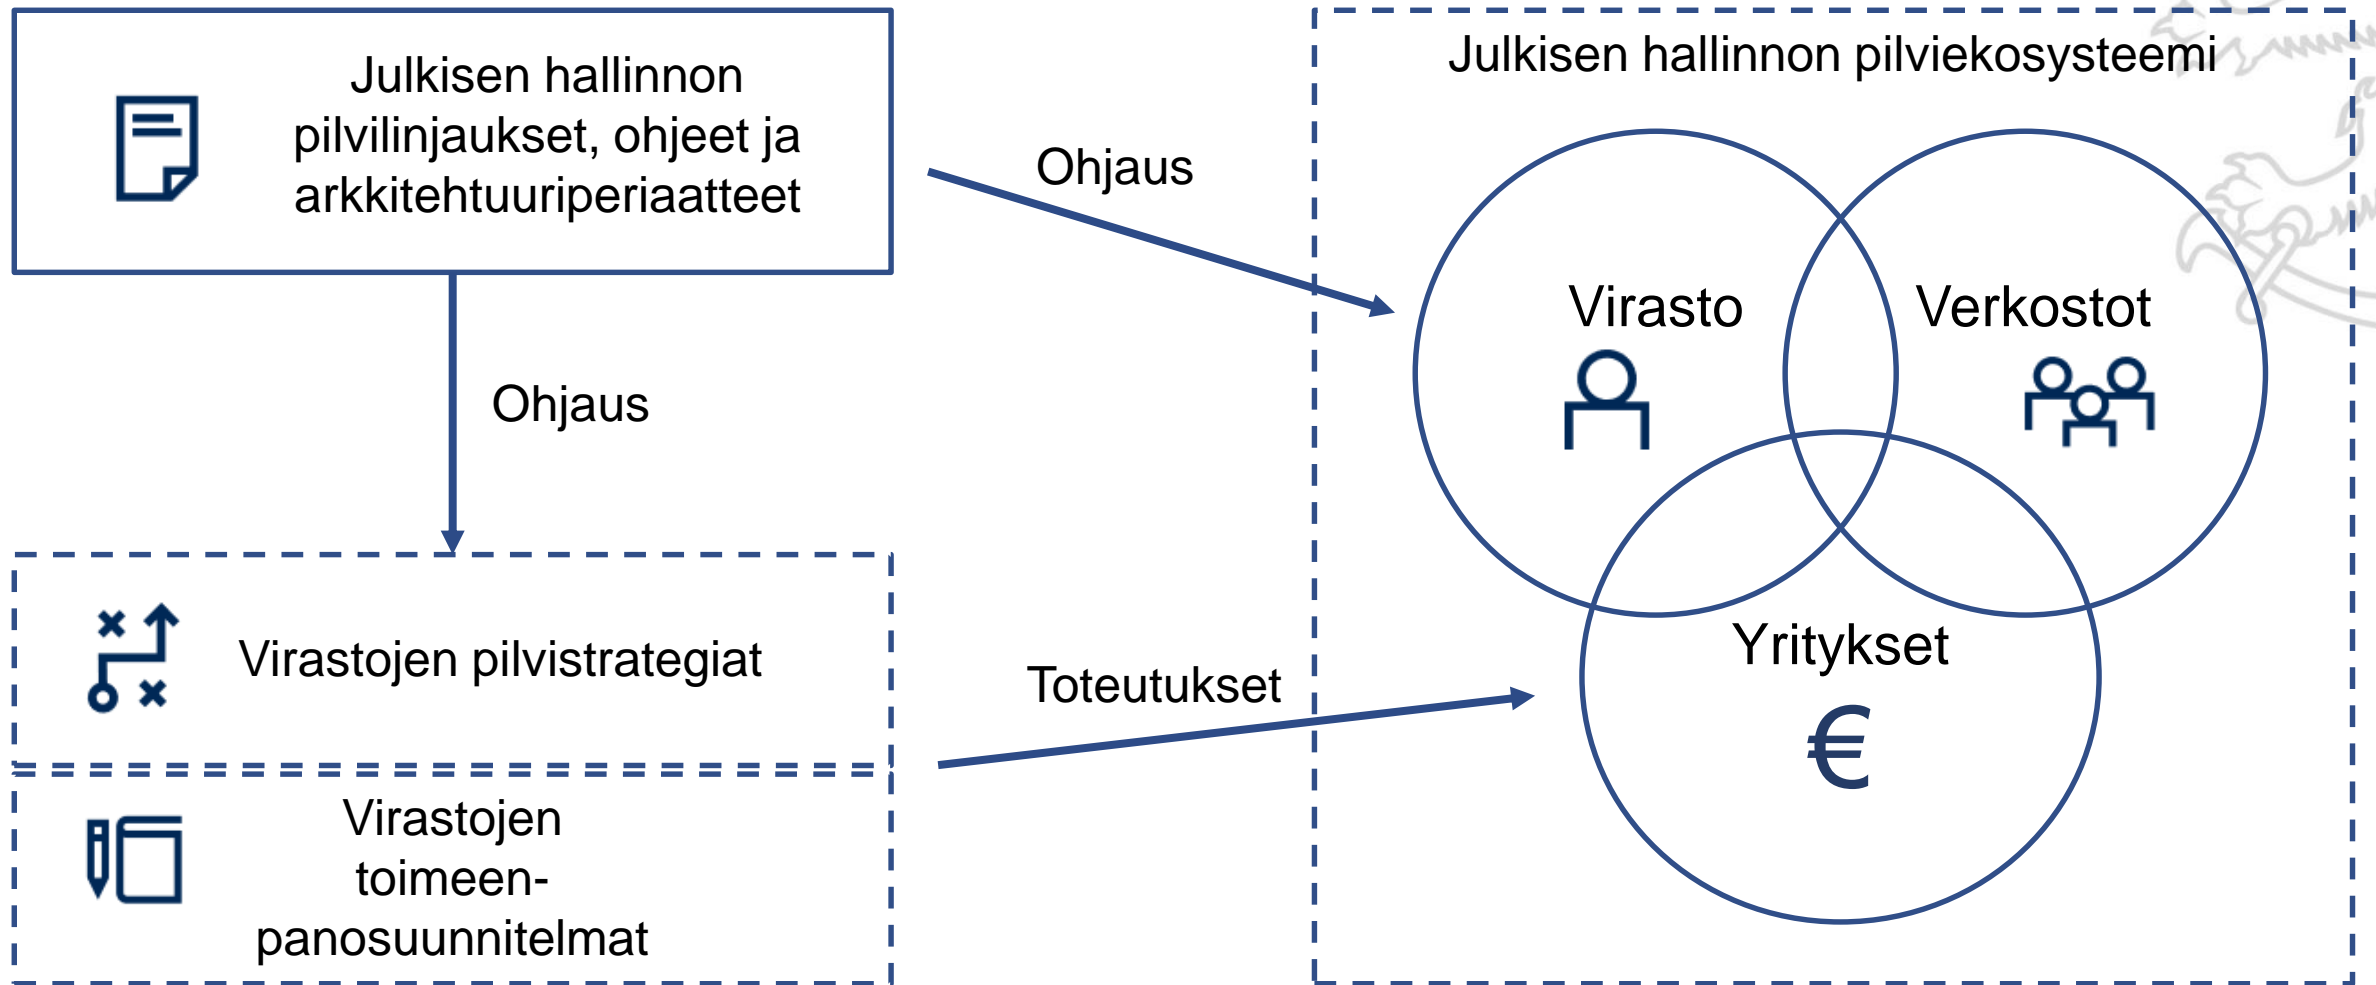 Julkisen hallinnon
pilvilinjaukset, ohjeet ja
arkkitehtuuriperiaatteet
Ohjaus
Ohjaus
Virastojen pilvistrategiat
Virastojen
toimeen-
panosuunnitelmat
Toteutukset
Julkisen hallinnon pilviekosysteemi
Virasto
Verkostot
Yritykset
€